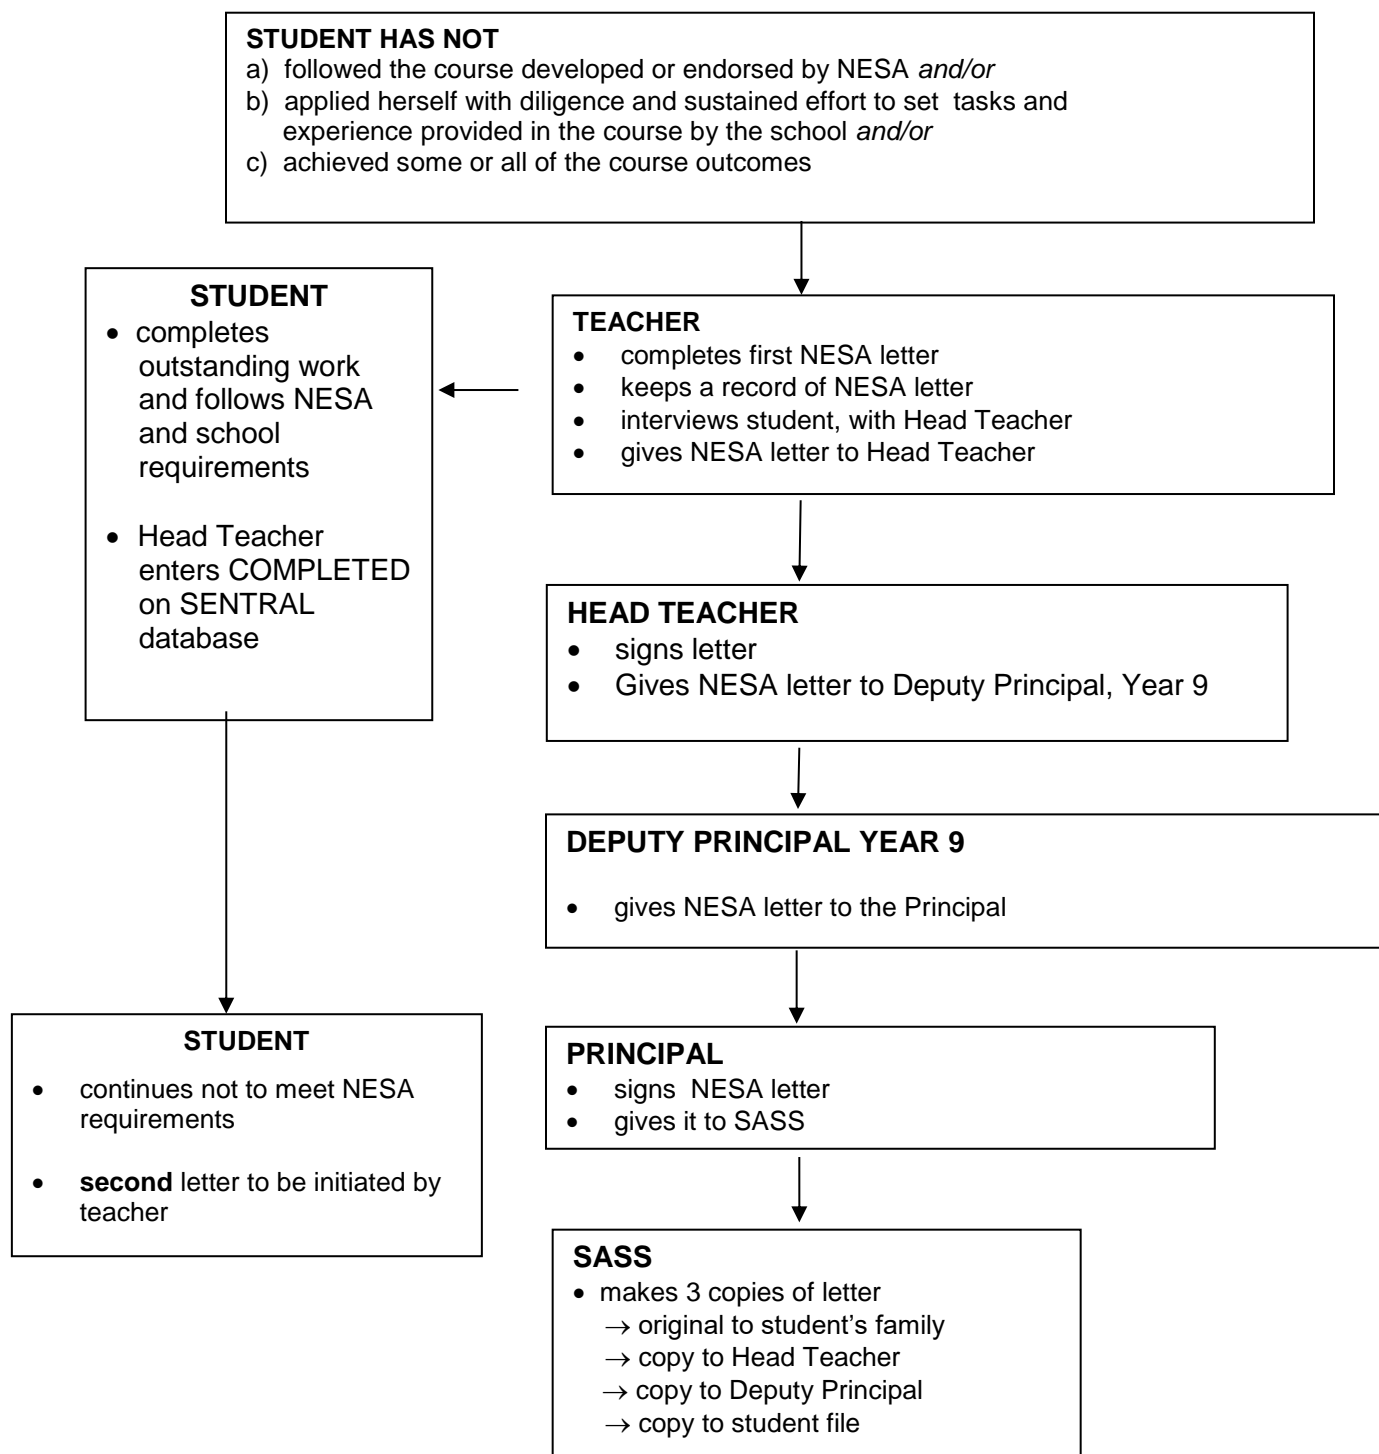 STUDENT HAS NOT
a) followed the course developed or endorsed by NESA and/or
b) applied herself with diligence and sustained effort to set tasks and
experience provided in the course by the school and/or
c) achieved some or all of the course outcomes
STUDENT
• completes
outstanding work
and follows NESA
and school
requirements
• Head Teacher
enters COMPLETED
on SENTRAL
database
TEACHER
• completes first NESA letter
• keeps a record of NESA letter
• interviews student, with Head Teacher
• gives NESA letter to Head Teacher
HEAD TEACHER
• signs letter
• Gives NESA letter to Deputy Principal, Year 9
DEPUTY PRINCIPAL YEAR 9
• gives NESA letter to the Principal
STUDENT
• continues not to meet NESA
requirements
• second letter to be initiated by
teacher
PRINCIPAL
• signs NESA letter
• gives it to SASS
SASS
• makes 3 copies of letter
→ original to student’s family
→ copy to Head Teacher
→ copy to Deputy Principal
→ copy to student file